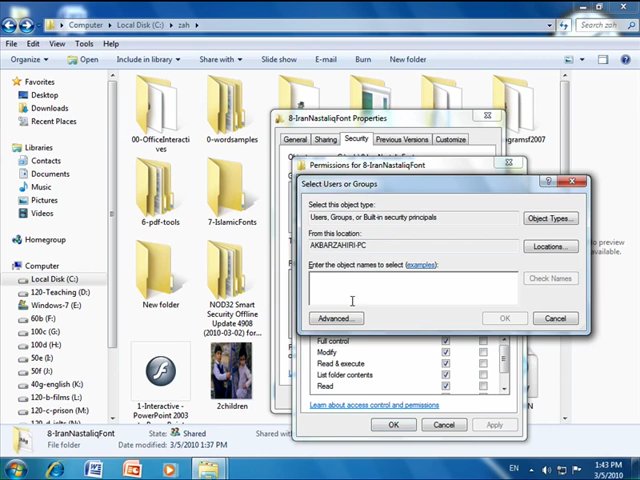 Computer ▸ Local Disk (C:) ▸ zah ▸
Search zah
File Edit View Tools Help
Organize Open Include in library Share with Slide show E-mail Burn New folder
Favorites
Desktop
Downloads
Recent Places
Libraries
Contacts
Documents
Music
Pictures
Videos
Homegroup
Computer
Local Disk (C:)
120-Teaching (D:)
Windows-7 (E:)
60b (F:)
100c (G:)
100d (H:)
50e (I:)
50f (J:)
40g-english (K:)
120-b-films (L:)
120-c-prison (M:)
00-OfficeInteracti
ves
0-wordsamples
6-pdf-tools
7-IslamicFonts
New folder
NOD32 Smart
Security Offline
Update 4908
(2010-03-02) for...
1-Interactive -
PowerPoint 2003
2children
8-IranNastaliqFont Properties
General Sharing Security Previous Versions Customize
Permissions for 8-IranNastaliqFont
Select Users or Groups
Select this object type:
Users, Groups, or Built-in security principals
Object Types...
From this location:
AKBARZAHIRI-PC
Locations...
Enter the object names to select (examples):
Check Names
Advanced...
OK Cancel
Full control
Modify
Read & execute
List folder contents
Read
Learn about access control and permissions
OK Cancel Apply
8-IranNastaliqFont State: Shared
File folder Date modified: 3/5/2010 1:37 PM
Shared with
EN
1:43 PM
3/5/2010